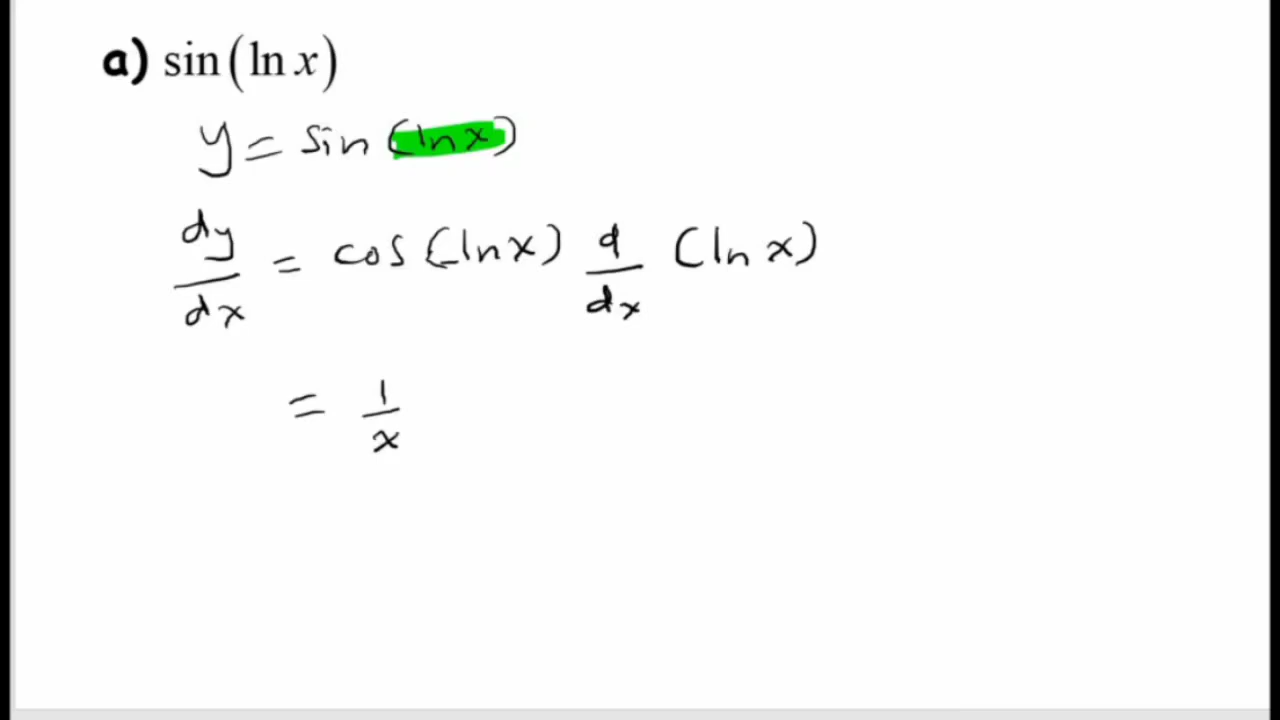 a) sin(ln x)
y = sin (ln x)
dy/dx = cos (ln x) d/dx (ln x)
= 1/x